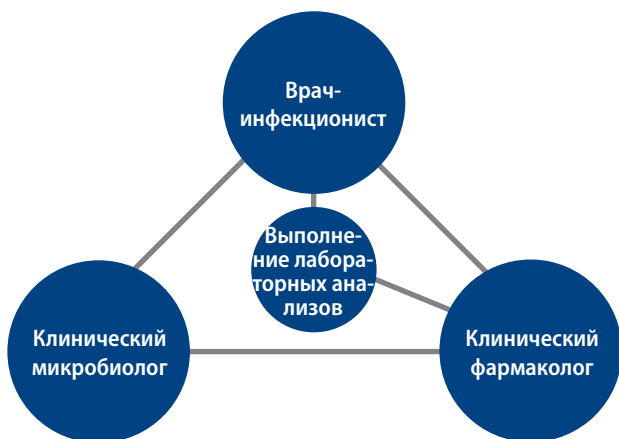 Врач-
инфекционист
Выполне-
ние лабора-
торных ана-
лизов
Клинический
микробиолог
Клинический
фармаколог